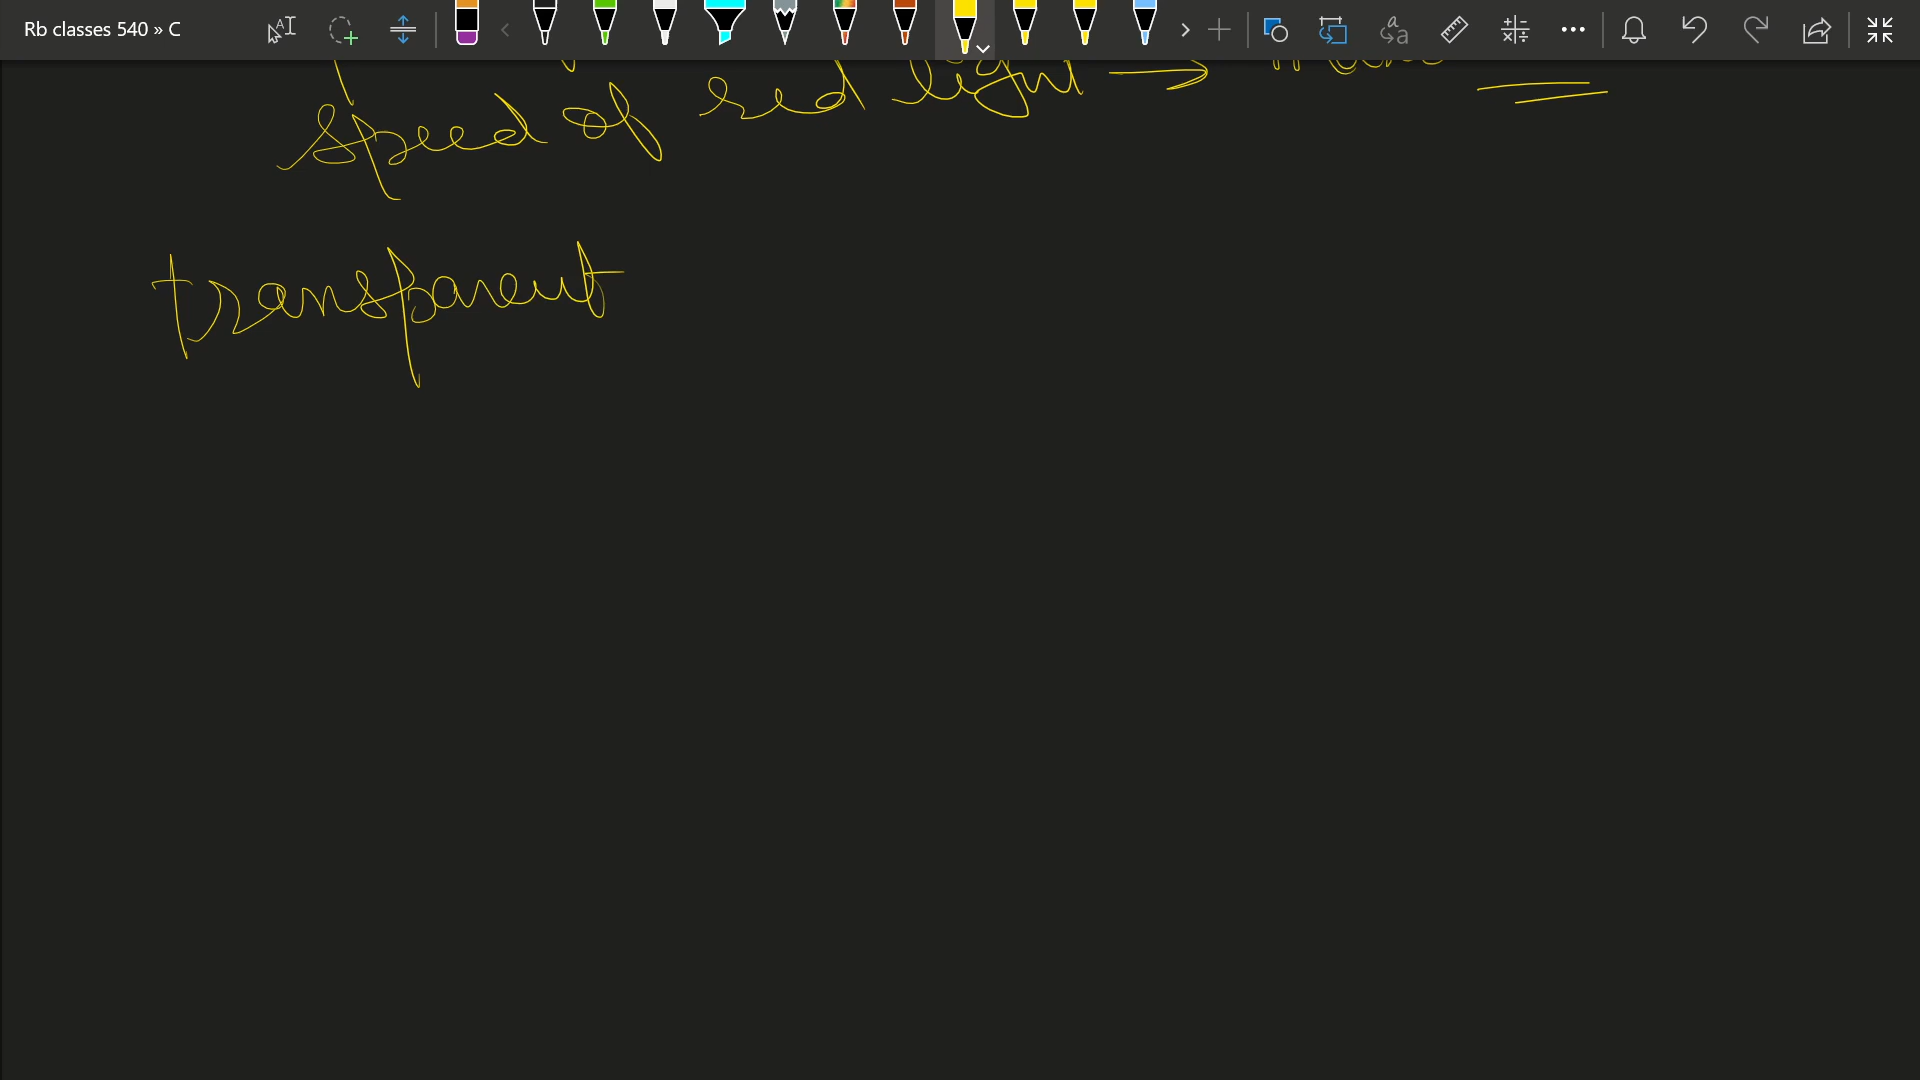 Rb classes 540 » C
speed of red light →
transparent